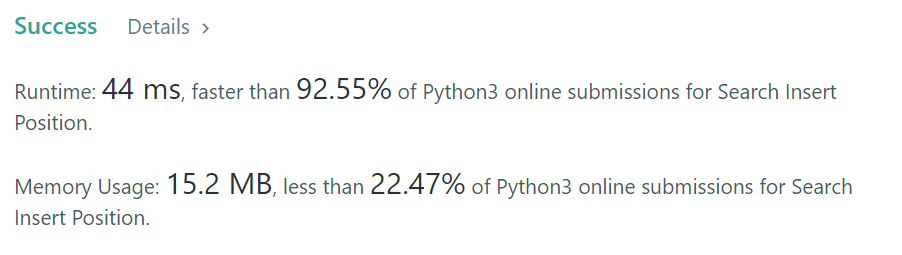 Success Details >
Runtime: 44 ms, faster than 92.55% of Python3 online submissions for Search Insert
Position.
Memory Usage: 15.2 MB, less than 22.47% of Python3 online submissions for Search
Insert Position.